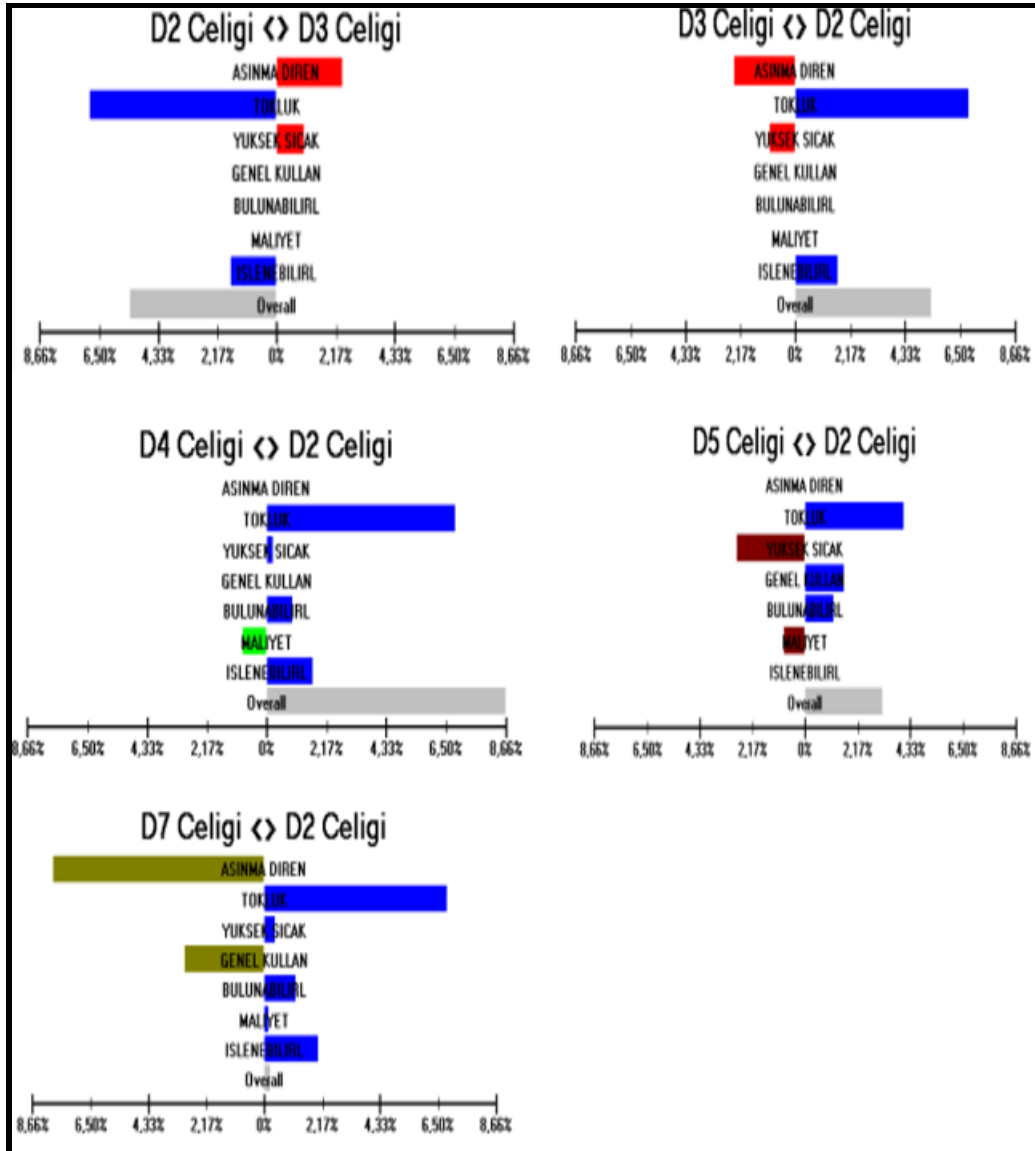 D2 Celigi <> D3 Celigi
ASINMA DIREN
TOKLUK
YUKSEK SICAK
GENEL KULLAN
BULUNABILIRL
MALIYET
ISLENEBILIRL
Overall
8,66% 6,50% 4,33% 2,17% 0% 2,17% 4,33% 6,50% 8,66%
D3 Celigi <> D2 Celigi
ASINMA DIREN
TOKLUK
YUKSEK SICAK
GENEL KULLAN
BULUNABILIRL
MALIYET
ISLENEBILIRL
Overall
8,66% 6,50% 4,33% 2,17% 0% 2,17% 4,33% 6,50% 8,66%
D4 Celigi <> D2 Celigi
ASINMA DIREN
TOKLUK
YUKSEK SICAK
GENEL KULLAN
BULUNABILIRL
MALIYET
ISLENEBILIRL
Overall
8,66% 6,50% 4,33% 2,17% 0% 2,17% 4,33% 6,50% 8,66%
D5 Celigi <> D2 Celigi
ASINMA DIREN
TOKLUK
YUKSEK SICAK
GENEL KULLAN
BULUNABILIRL
MALIYET
ISLENEBILIRL
Overall
8,66% 6,50% 4,33% 2,17% 0% 2,17% 4,33% 6,50% 8,66%
D7 Celigi <> D2 Celigi
ASINMA DIREN
TOKLUK
YUKSEK SICAK
GENEL KULLAN
BULUNABILIRL
MALIYET
ISLENEBILIRL
Overall
8,66% 6,50% 4,33% 2,17% 0% 2,17% 4,33% 6,50% 8,66%